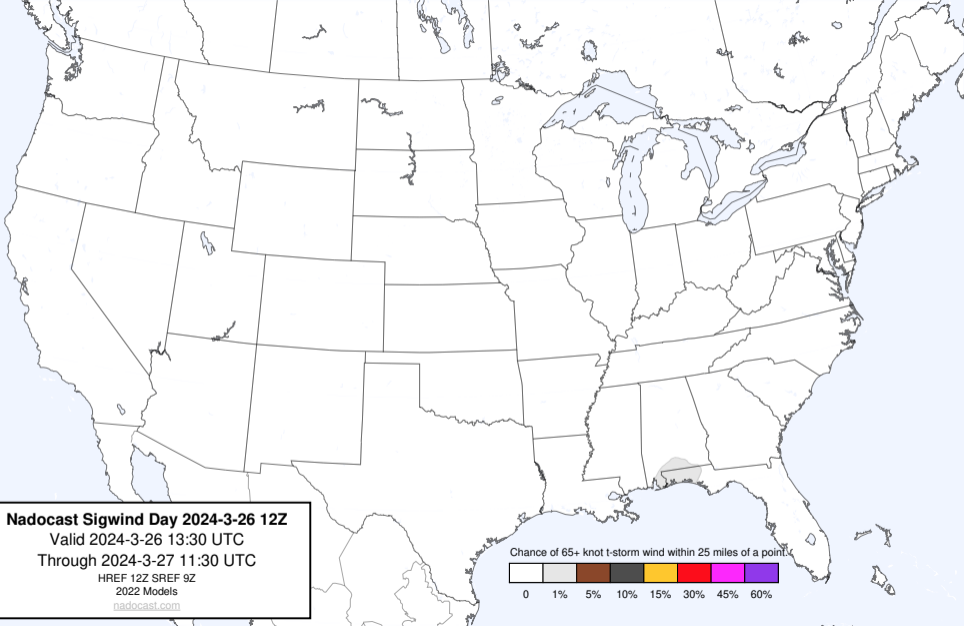 Nadocast Sigwind Day 2024-3-26 12Z
Valid 2024-3-26 13:30 UTC
Through 2024-3-27 11:30 UTC
HREF 12Z SREF 9Z
2022 Models
nadocast.com
Chance of 65+ knot t-storm wind within 25 miles of a point.
0 1% 5% 10% 15% 30% 45% 60%